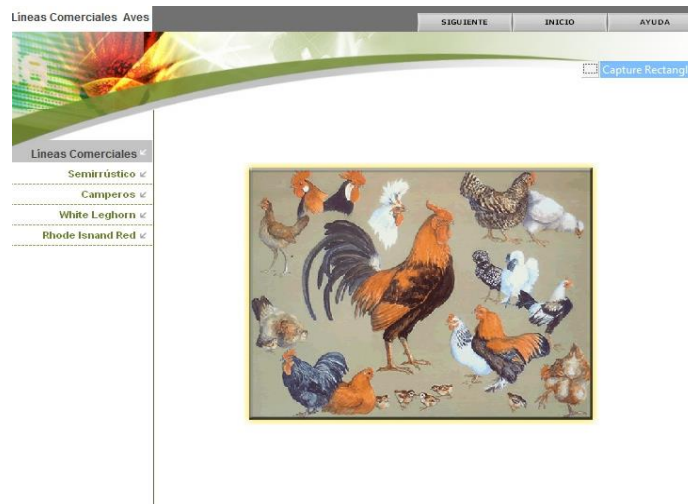 Lineas Comerciales Aves
SIGUIENTE INICIO AYUDA
Capture Rectangl
Lineas Comerciales
Semirrústico
Camperos
White Leghorn
Rhode Isnand Red